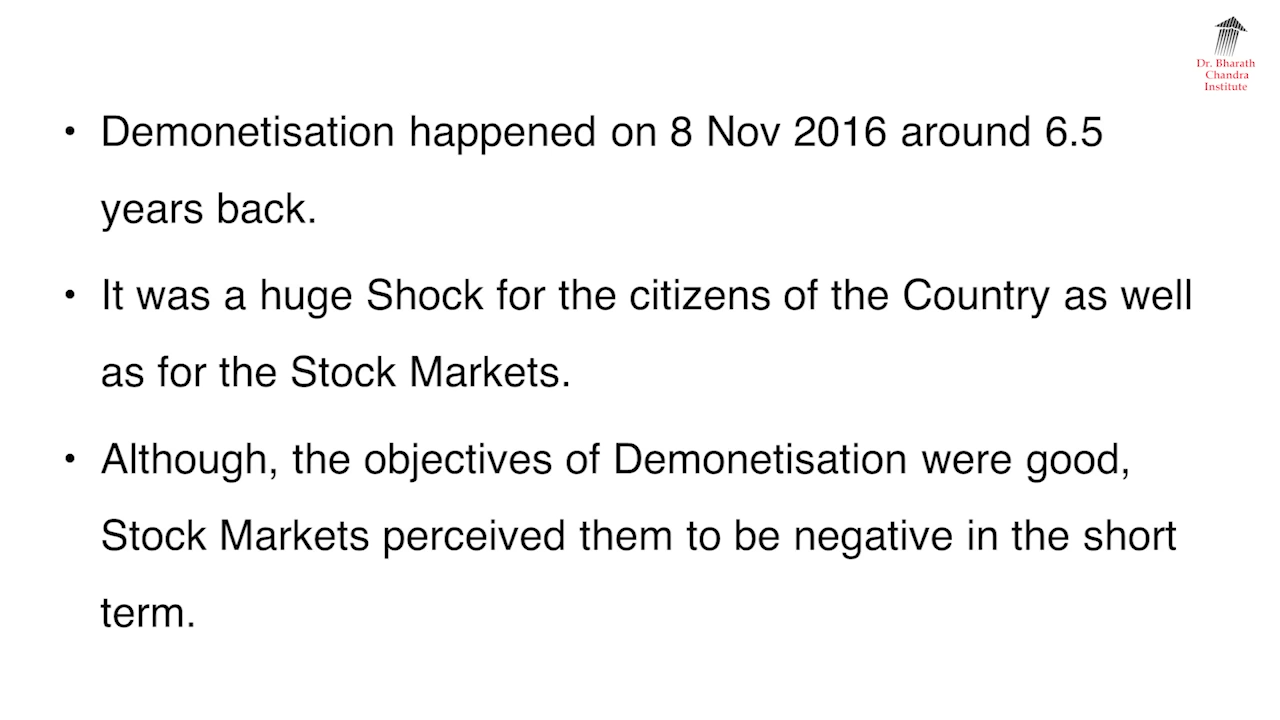 Dr. Bharath
Chandra
Institute
• Demonetisation happened on 8 Nov 2016 around 6.5
years back.
• It was a huge Shock for the citizens of the Country as well
as for the Stock Markets.
• Although, the objectives of Demonetisation were good,
Stock Markets perceived them to be negative in the short
term.